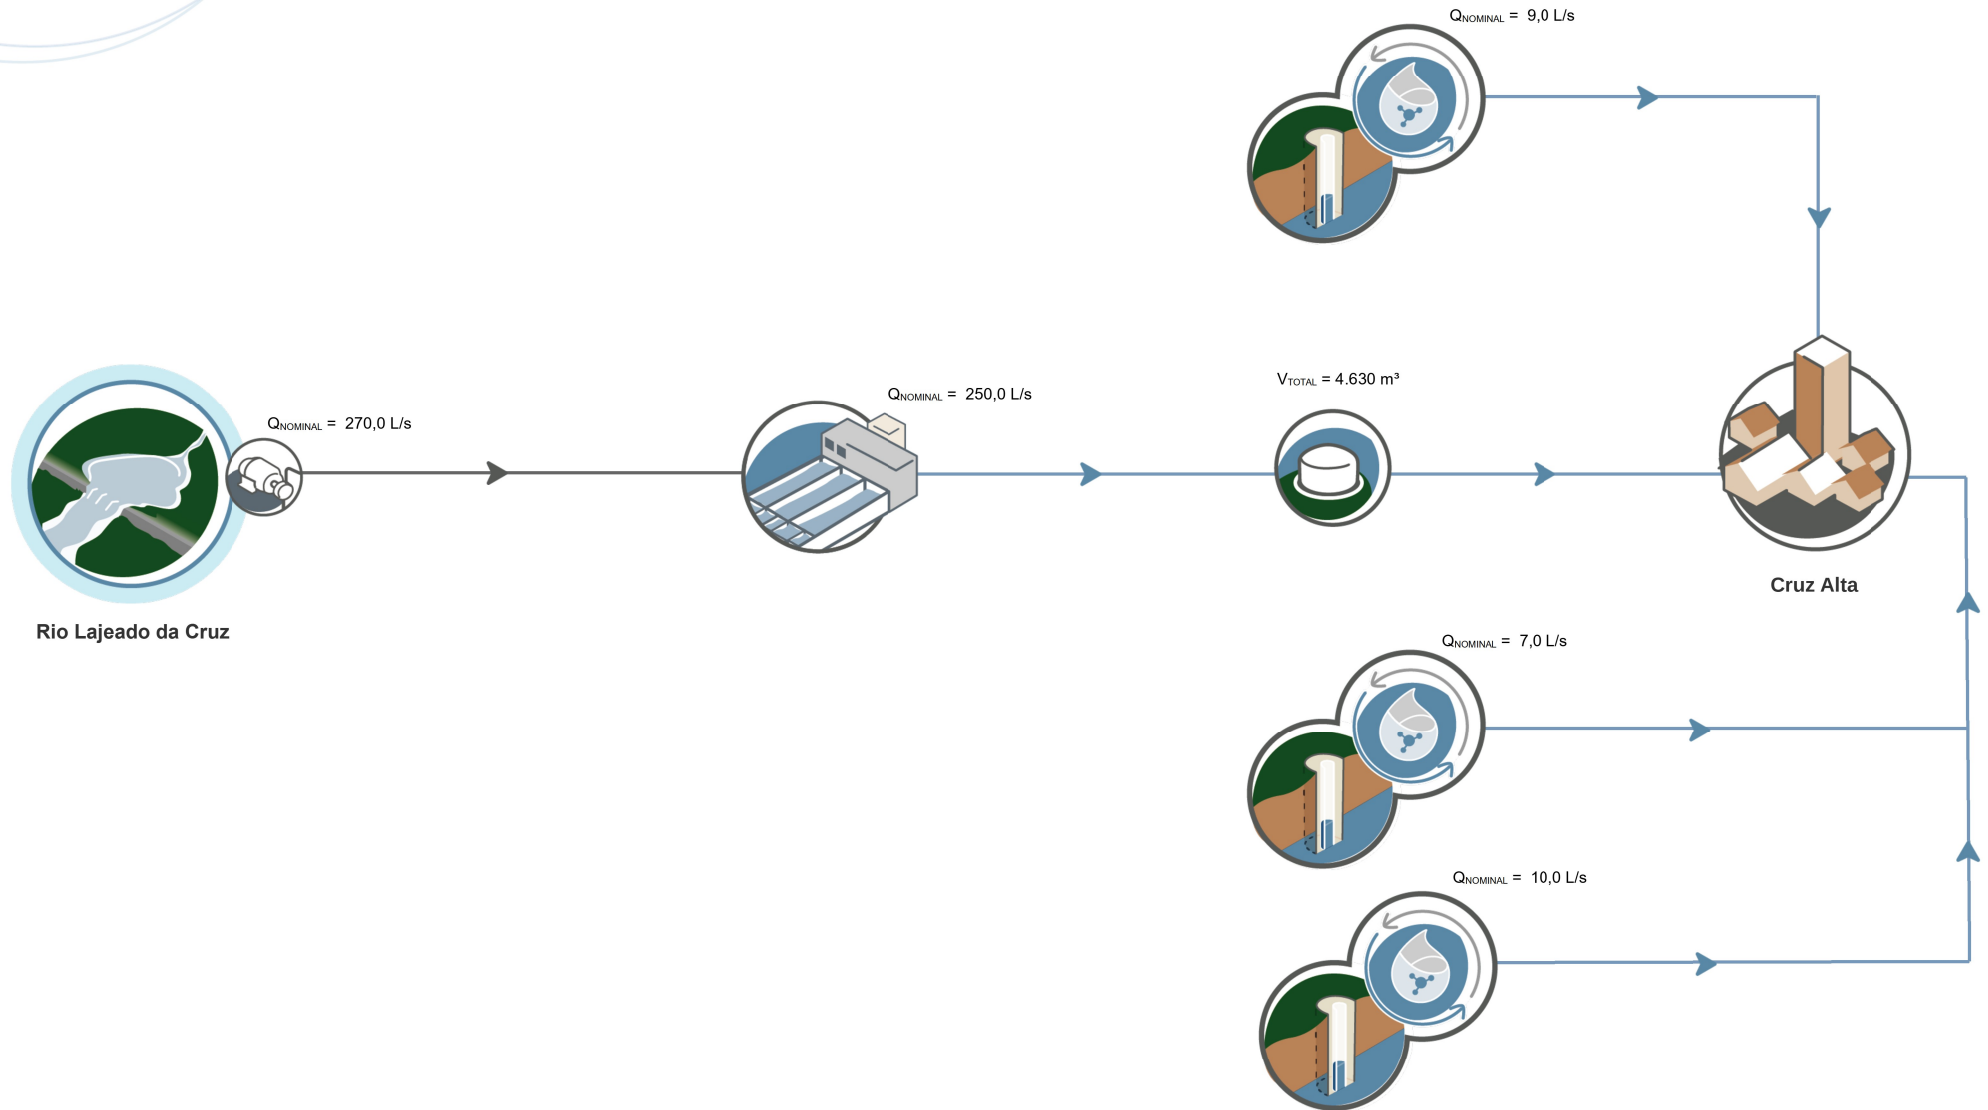 QNOMINAL = 9,0 L/s
VTOTAL = 4.630 m³
QNOMINAL = 250,0 L/s
QNOMINAL = 270,0 L/s
Cruz Alta
Rio Lajeado da Cruz
QNOMINAL = 7,0 L/s
QNOMINAL = 10,0 L/s